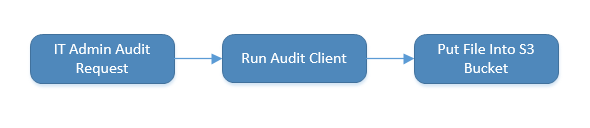 IT Admin Audit
Request
Run Audit Client
Put File Into S3
Bucket